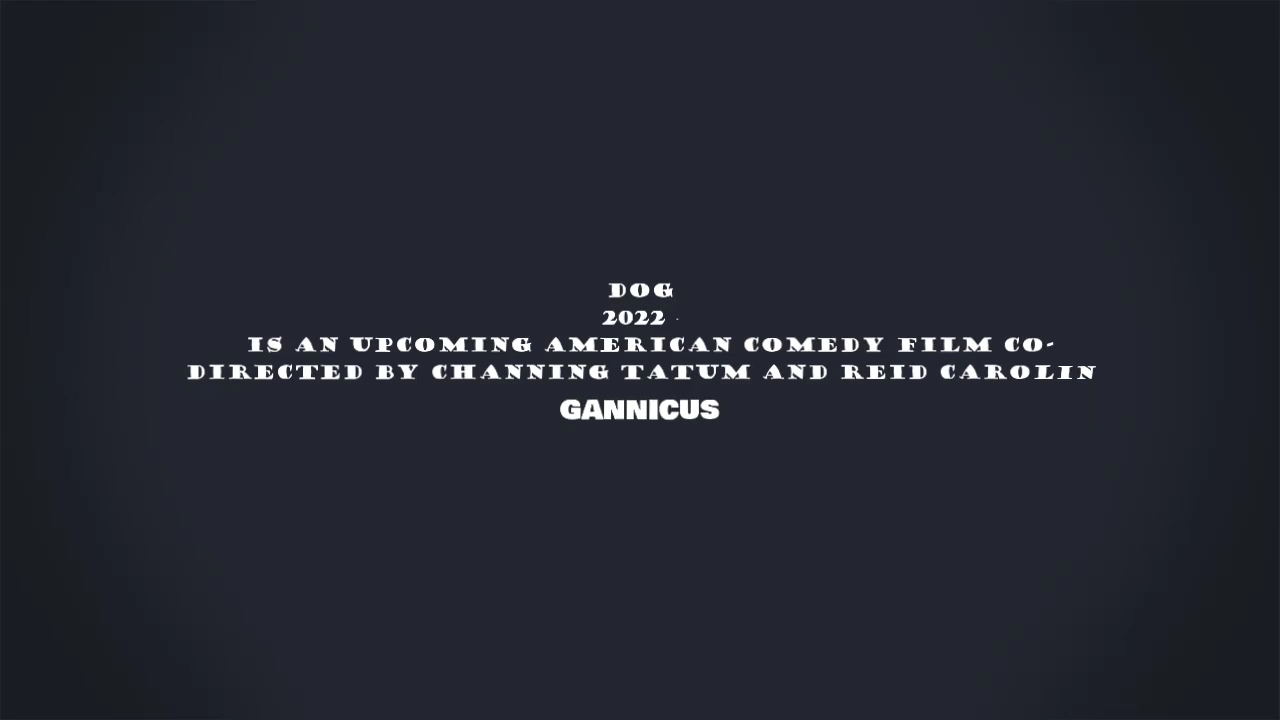 DOG
2022
IS AN UPCOMING AMERICAN COMEDY FILM CO-
DIRECTED BY CHANNING TATUM AND REID CAROLIN
GANNICUS